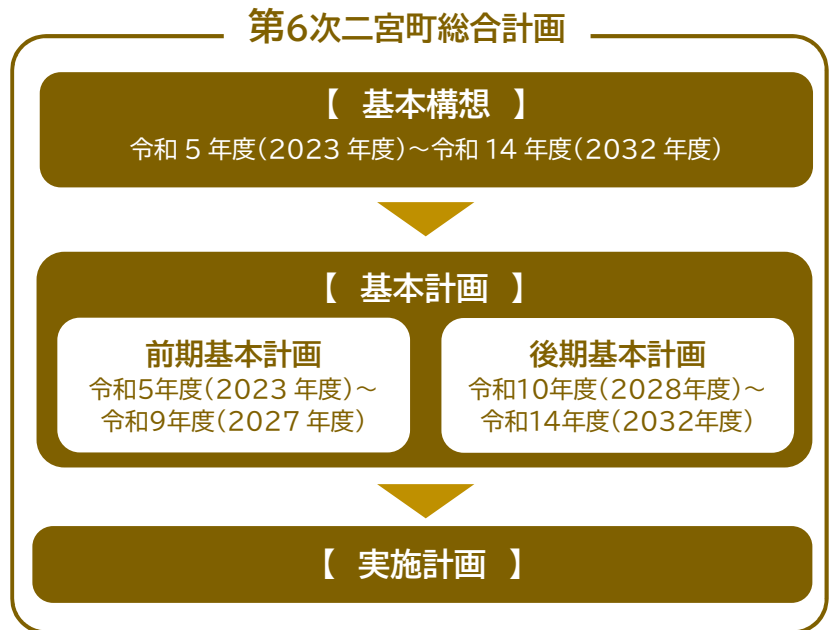 第6次二宮町総合計画
【 基本構想 】
令和 5 年度(2023 年度)～令和 14 年度(2032 年度)
【 基本計画 】
前期基本計画
令和5年度(2023 年度)～
令和9年度(2027 年度)
後期基本計画
令和10年度(2028年度)～
令和14年度(2032年度)
【 実施計画 】